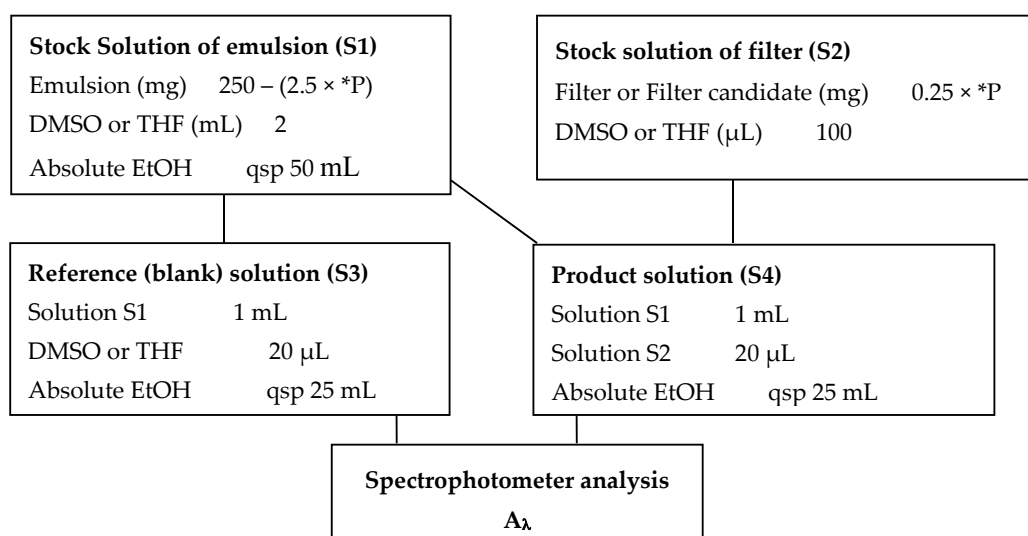 Stock Solution of emulsion (S1)
Emulsion (mg) 250 – (2.5 × *P)
DMSO or THF (mL) 2
Absolute EtOH qsp 50 mL
Stock solution of filter (S2)
Filter or Filter candidate (mg) 0.25 × *P
DMSO or THF (µL) 100
Reference (blank) solution (S3)
Solution S1 1 mL
DMSO or THF 20 µL
Absolute EtOH qsp 25 mL
Product solution (S4)
Solution S1 1 mL
Solution S2 20 µL
Absolute EtOH qsp 25 mL
Spectrophotometer analysis
Aλ